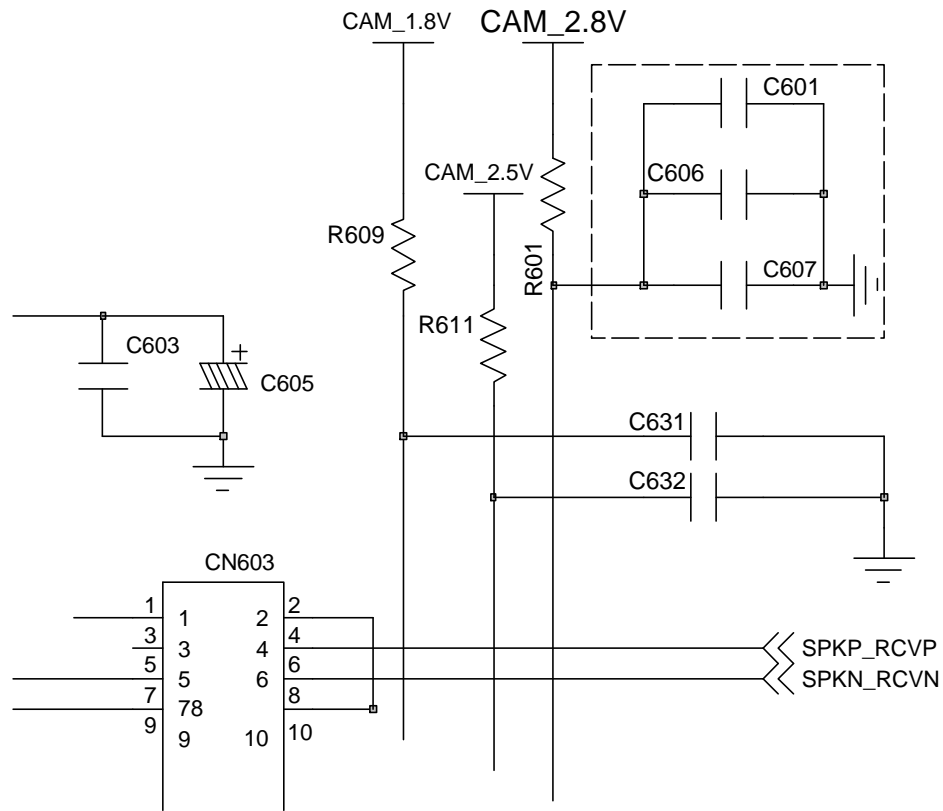 CAM_1.8V
CAM_2.8V
C601
CAM_2.5V
C606
R609
R601
C607
R611
C603
+
C605
C631
C632
CN603
1 1 2 2
3 3 4 4
SPKP_RCVP
5 5 6 6
SPKN_RCVN
7 78 8
9 9 10 10